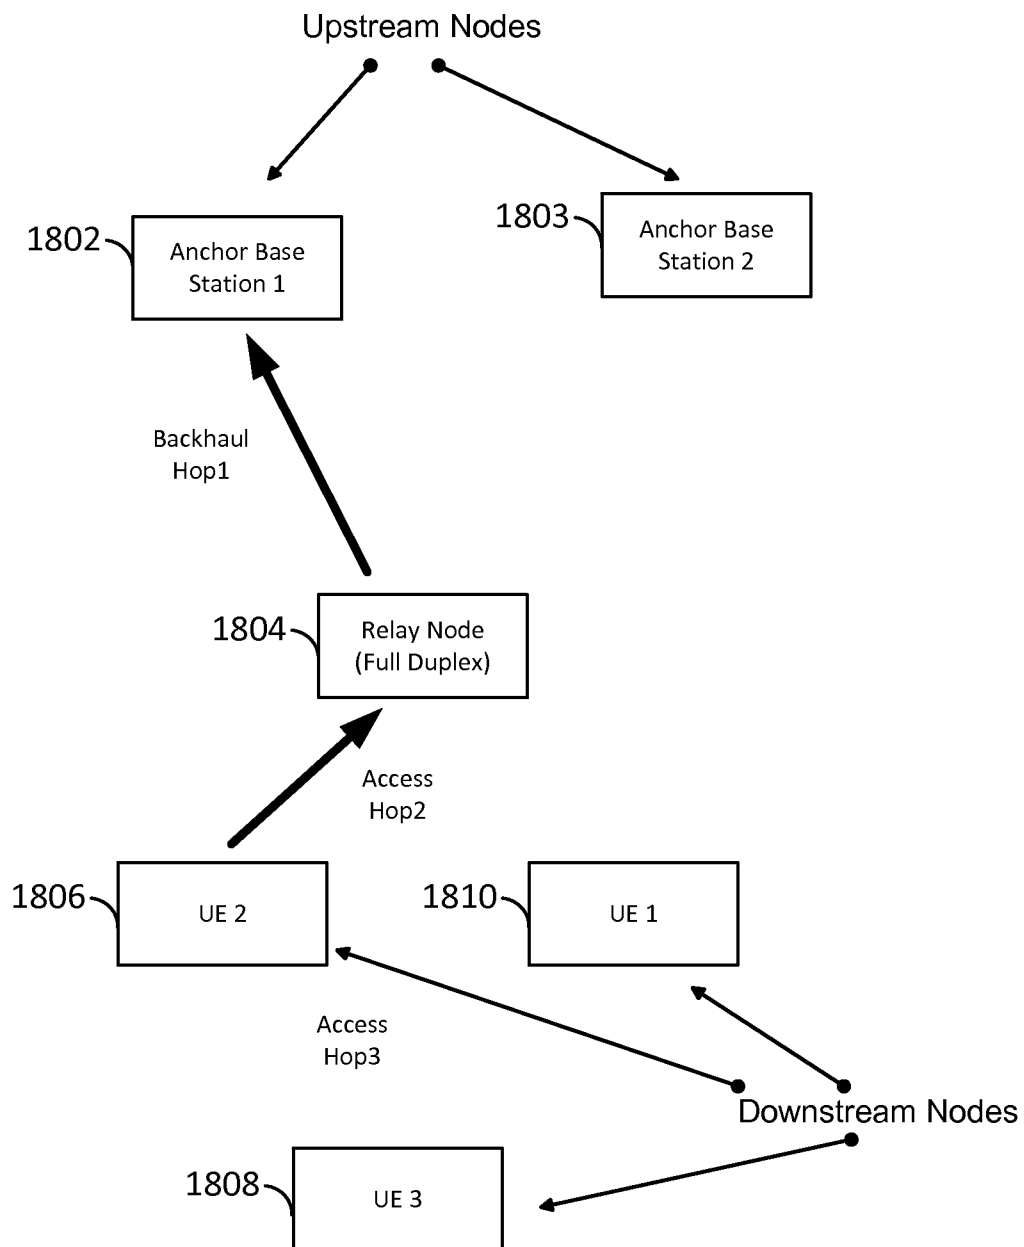 Upstream Nodes
1802
Anchor Base
Station 1
1803
Anchor Base
Station 2
Backhaul
Hop1
1804
Relay Node
(Full Duplex)
Access
Hop2
1806
UE 2
1810
UE 1
Access
Hop3
Downstream Nodes
1808
UE 3